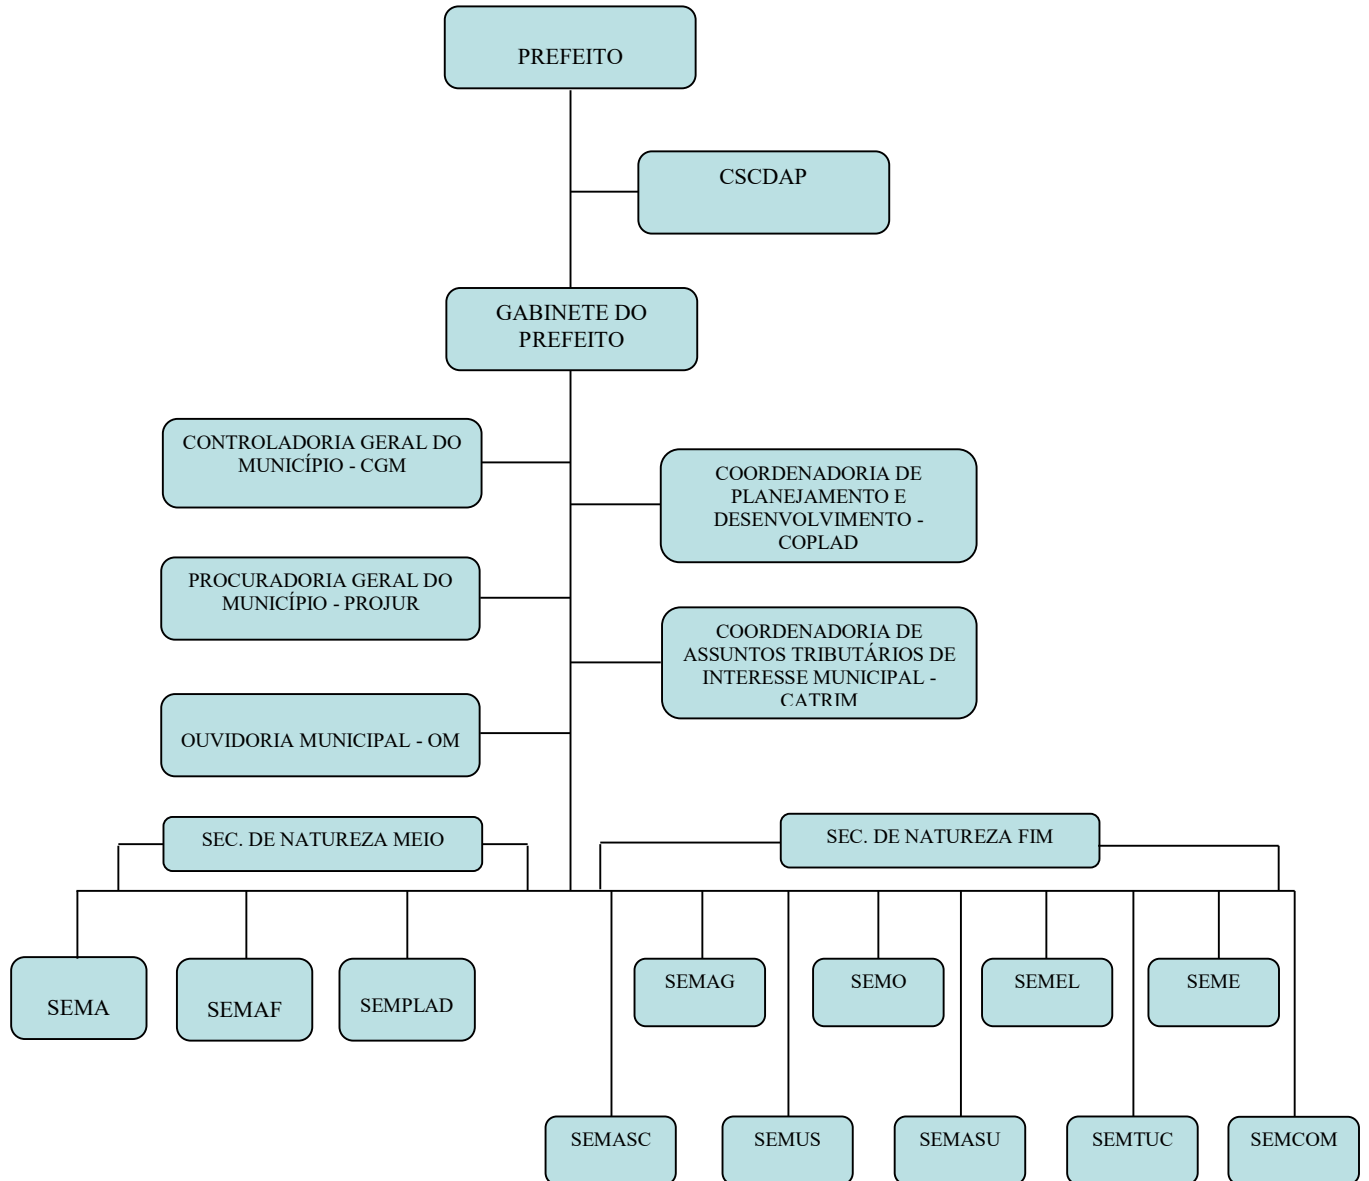 PREFEITO
CSCDAP
GABINETE DO
PREFEITO
CONTROLADORIA GERAL DO
MUNICÍPIO - CGM
COORDENADORIA DE
PLANEJAMENTO E
DESENVOLVIMENTO -
COPLAD
PROCURADORIA GERAL DO
MUNICÍPIO - PROJUR
COORDENADORIA DE
ASSUNTOS TRIBUTÁRIOS DE
INTERESSE MUNICIPAL -
CATRIM
OUVIDORIA MUNICIPAL - OM
SEC. DE NATUREZA MEIO
SEC. DE NATUREZA FIM
SEMA
SEMAF
SEMPLAD
SEMAG
SEMO
SEMEL
SEME
SEMASC
SEMUS
SEMASU
SEMTUC
SEMCOM